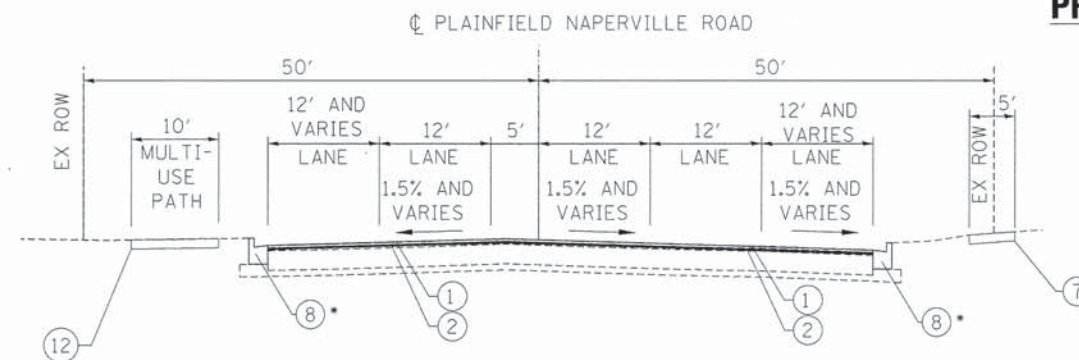 PR
℄ PLAINFIELD NAPERVILLE ROAD
50' 50'
EX ROW
10'
MULTI-
USE
PATH
12' AND
VARIES
LANE
12'
LANE
5'
12'
LANE
12'
LANE
12' AND
VARIES
LANE
5'
EX ROW
1.5% AND
VARIES
1.5% AND
VARIES
1.5% AND
VARIES
12
8 *
1
2
1
2
8 *
7